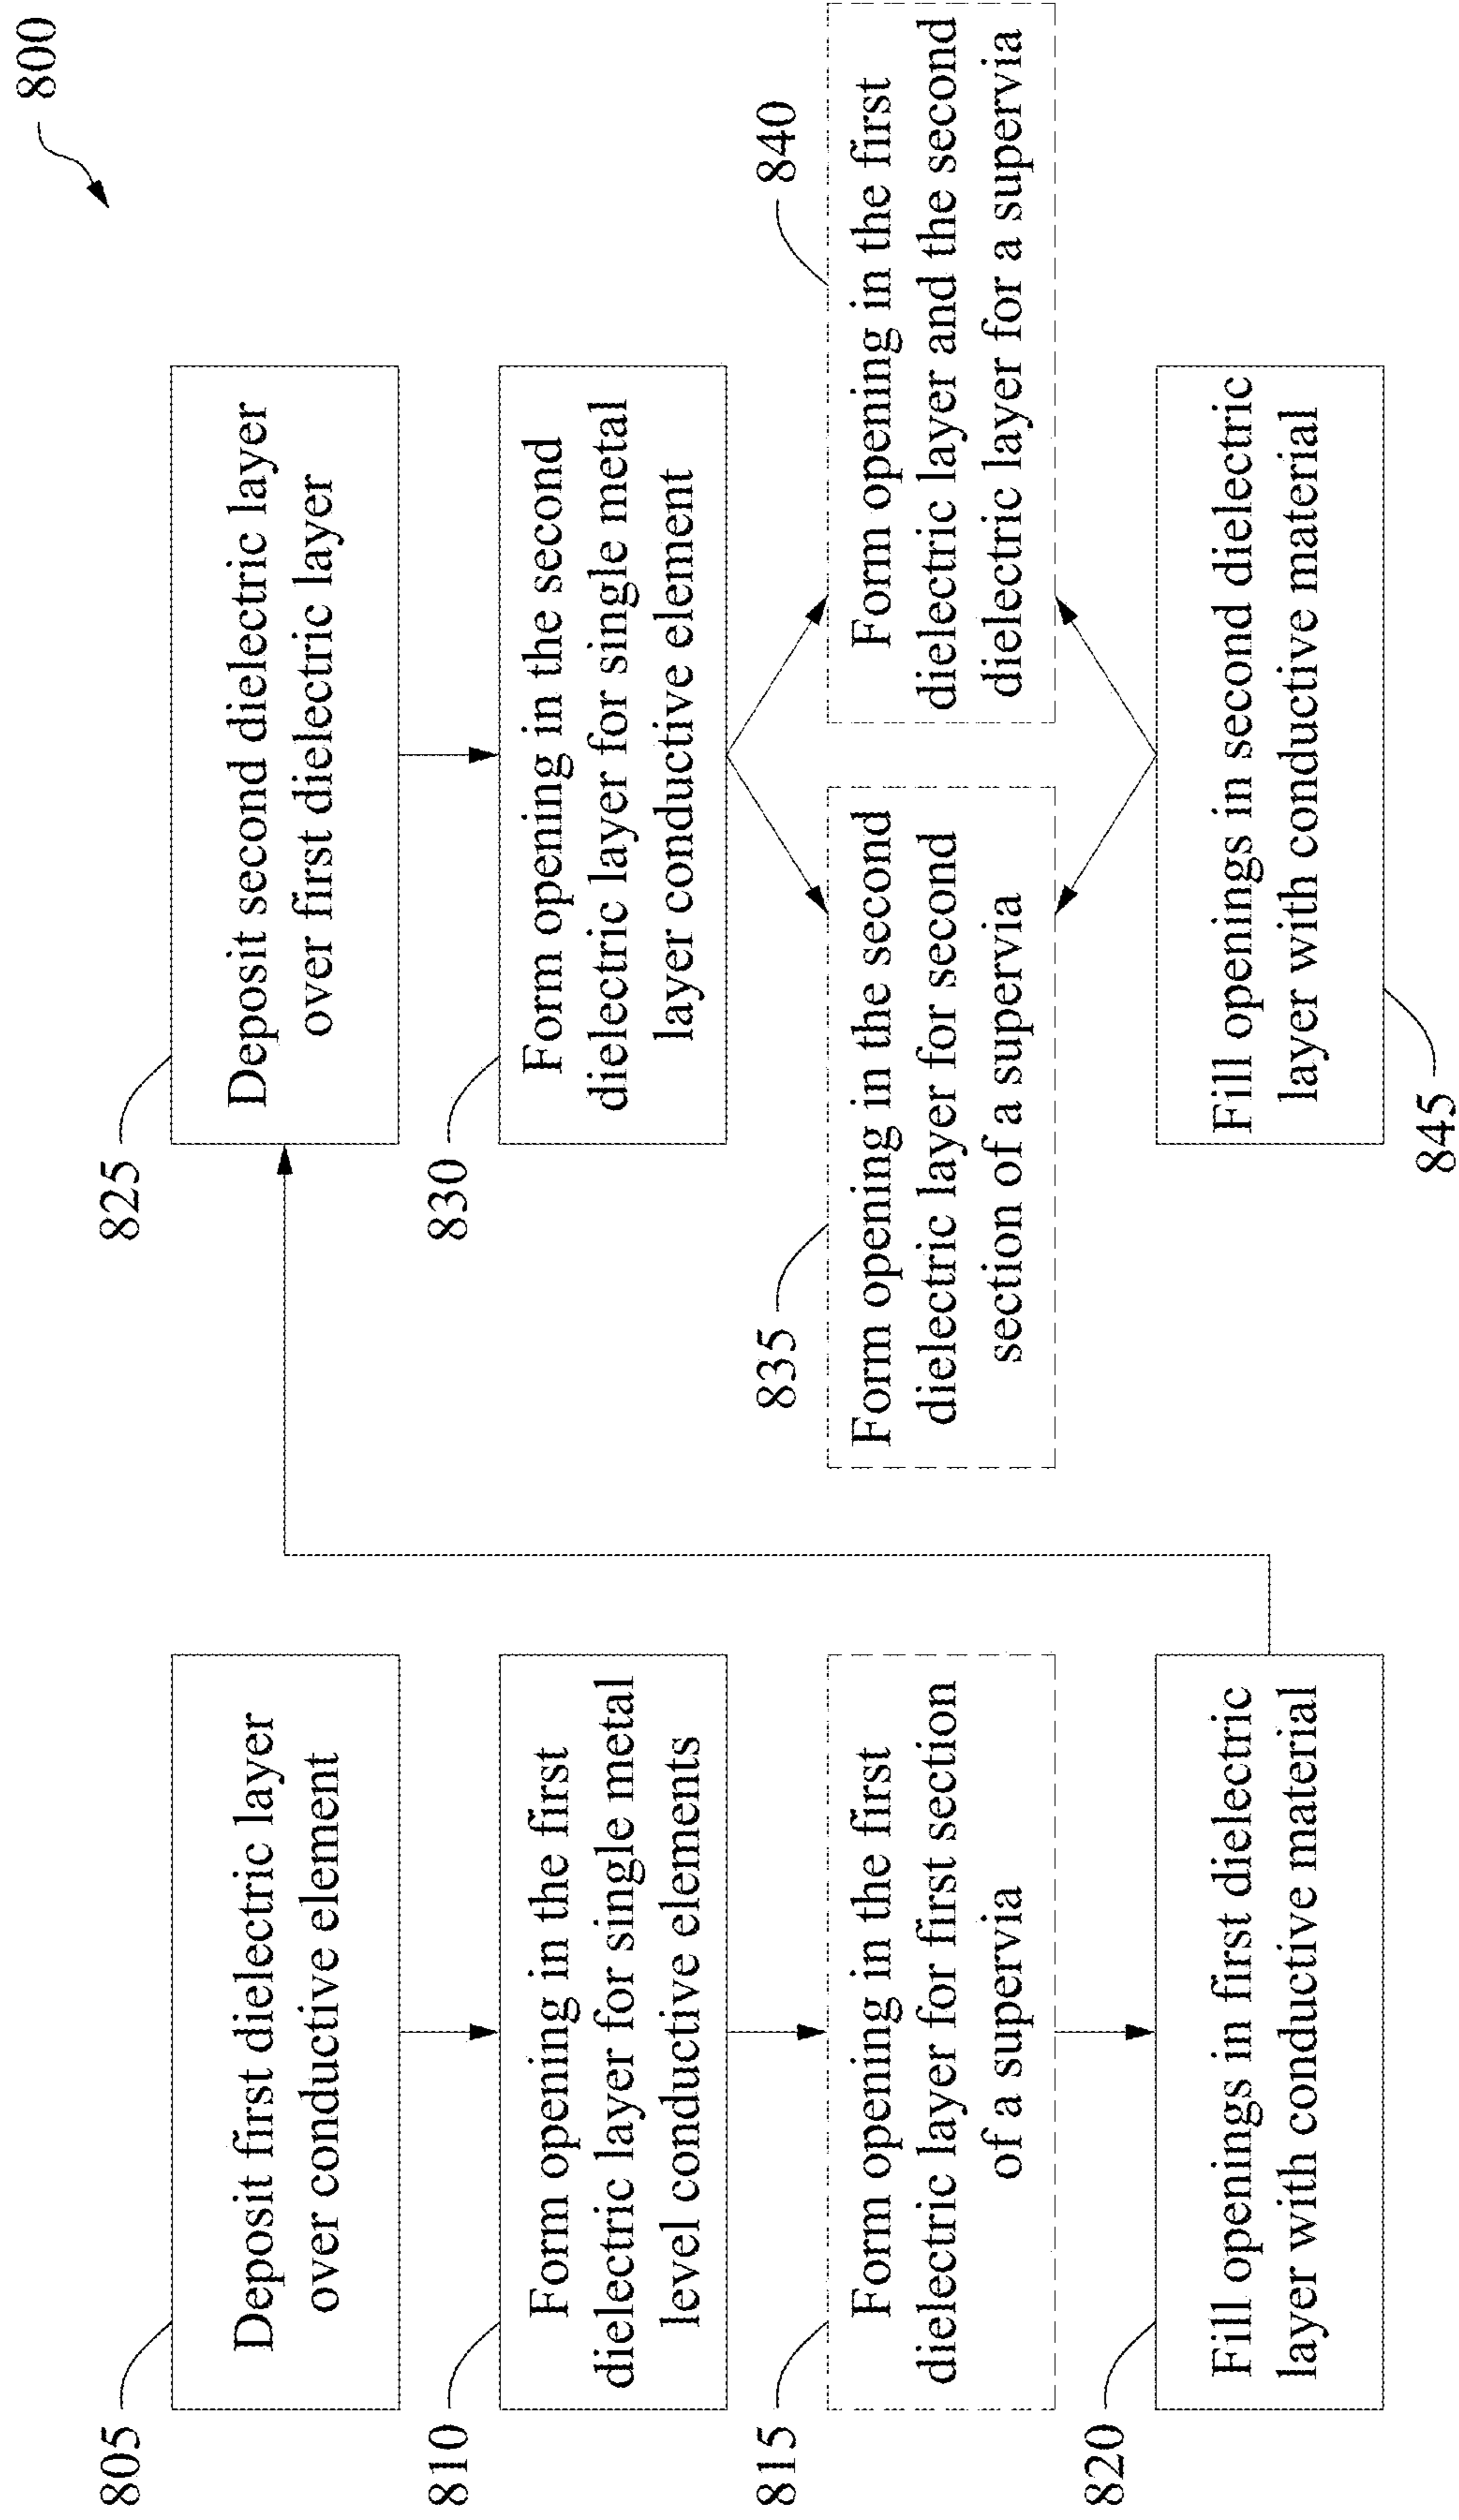 800
805
Deposit first dielectric layer
over conductive element
810
Form opening in the first
dielectric layer for single metal
level conductive elements
815
Form opening in the first
dielectric layer for first section
of a supervia
820
Fill openings in first dielectric
layer with conductive material
825
Deposit second dielectric layer
over first dielectric layer
830
Form opening in the second
dielectric layer for single metal
layer conductive element
835
Form opening in the second
dielectric layer for second
section of a supervia
840
Form opening in the first
dielectric layer and the second
dielectric layer for a supervia
845
Fill openings in second dielectric
layer with conductive material